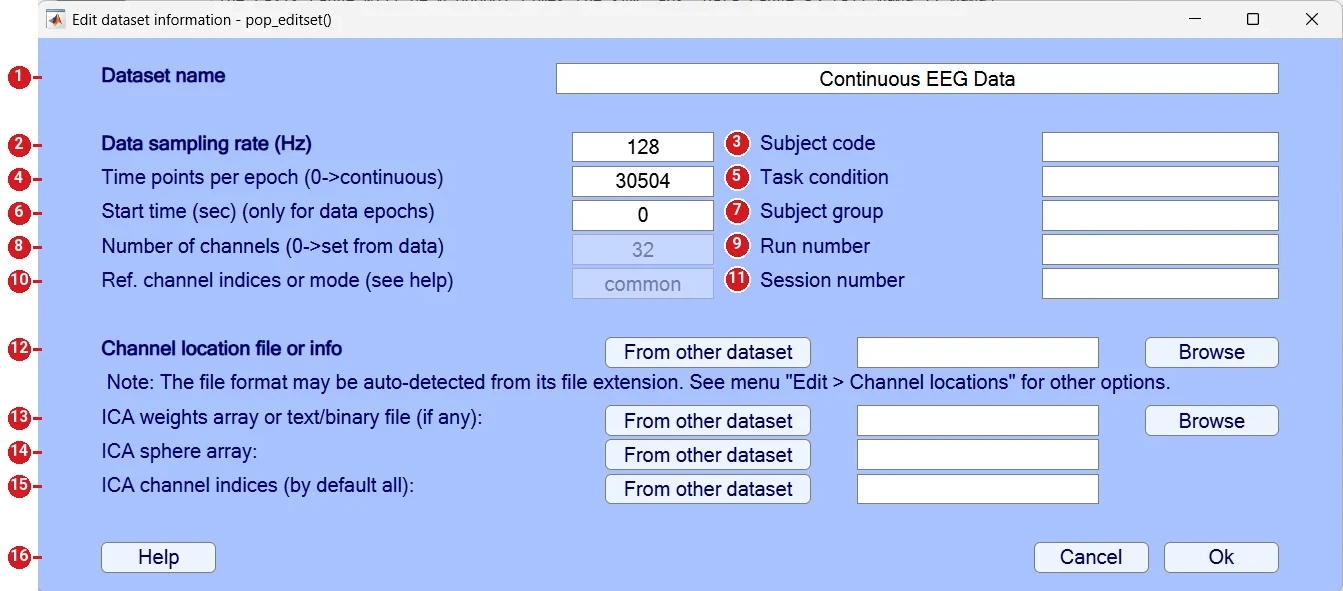 Edit dataset information - pop_editset()
1 Dataset name Continuous EEG Data
2 Data sampling rate (Hz) 128 3 Subject code
4 Time points per epoch (0->continuous) 30504 5 Task condition
6 Start time (sec) (only for data epochs) 0 7 Subject group
8 Number of channels (0->set from data) 32 9 Run number
10 Ref. channel indices or mode (see help) common 11 Session number
12 Channel location file or info From other dataset Browse
Note: The file format may be auto-detected from its file extension. See menu "Edit > Channel locations" for other options.
13 ICA weights array or text/binary file (if any): From other dataset Browse
14 ICA sphere array: From other dataset
15 ICA channel indices (by default all): From other dataset
16 Help Cancel Ok